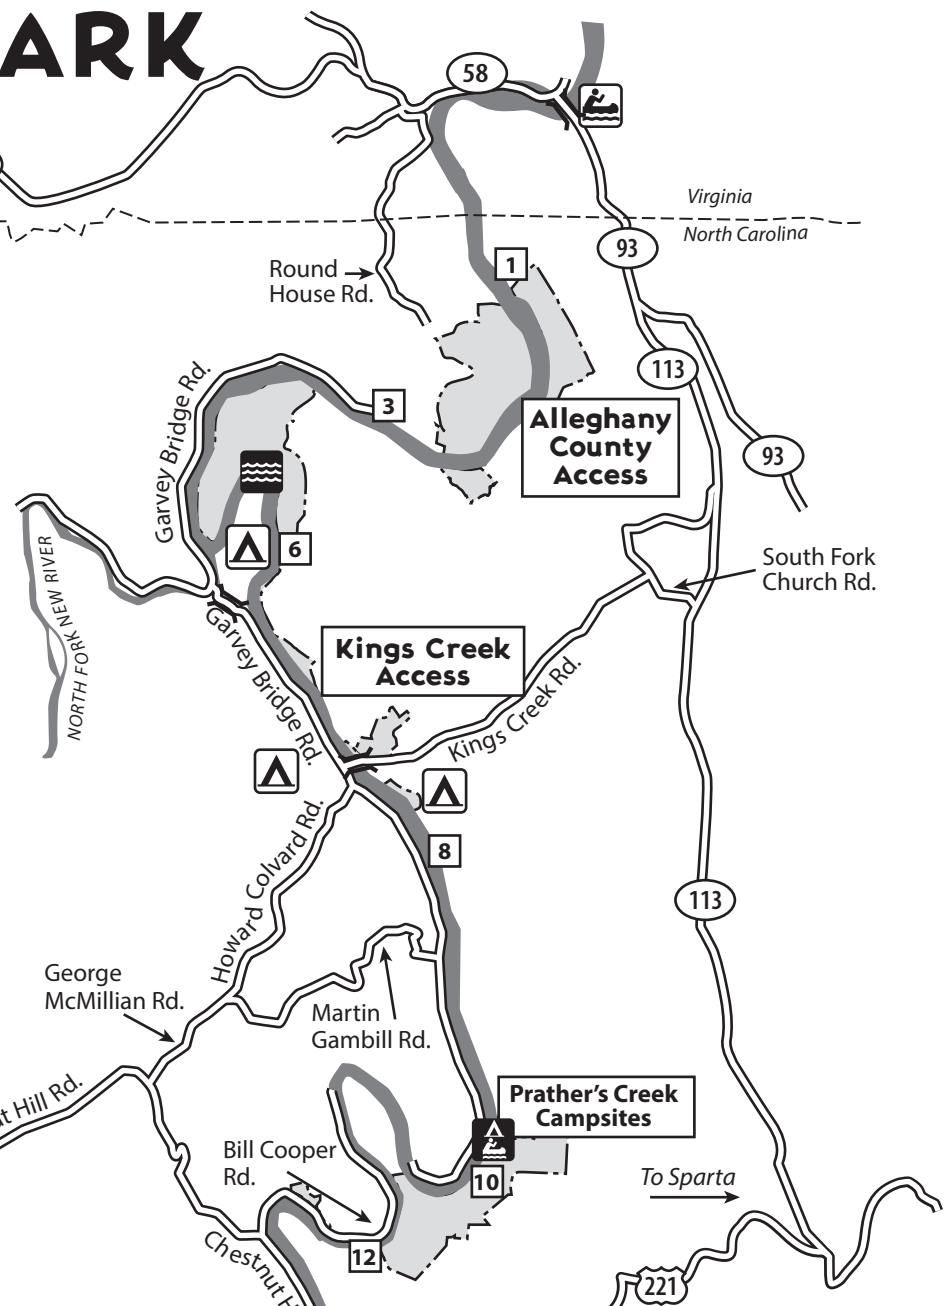 ARK
58
Virginia
North Carolina
93
1
Round
House Rd.
113
Garvey Bridge Rd.
3
Alleghany
County
Access
93
NORTH FORK NEW RIVER
6
South Fork
Church Rd.
Garvey Bridge Rd.
Kings Creek
Access
Kings Creek Rd.
Howard Colvard Rd.
8
113
George
McMillian Rd.
Martin
Gambill Rd.
t Hill Rd.
Prather's Creek
Campsites
Bill Cooper
Rd.
10
To Sparta
Chestnut H
12
221